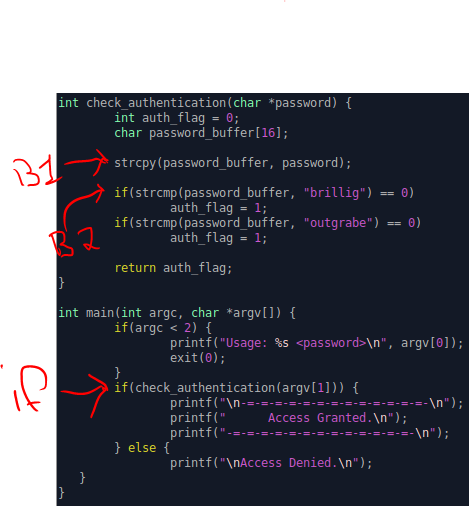 int check_authentication(char *password) {
int auth_flag = 0;
char password_buffer[16];
B1
strcpy(password_buffer, password);
if(strcmp(password_buffer, "brillig") == 0)
auth_flag = 1;
if(strcmp(password_buffer, "outgrabe") == 0)
B2
auth_flag = 1;
return auth_flag;
}
int main(int argc, char *argv[]) {
if(argc < 2) {
printf("Usage: %s <password>\n", argv[0]);
exit(0);
}
if(check_authentication(argv[1])) {
printf("\n-=-=-=-=-=-=-=-=-=-=-=-=-=-\n");
printf("      Access Granted.\n");
printf("-=-=-=-=-=-=-=-=-=-=-=-=-=-\n");
} else {
printf("\nAccess Denied.\n");
}
}